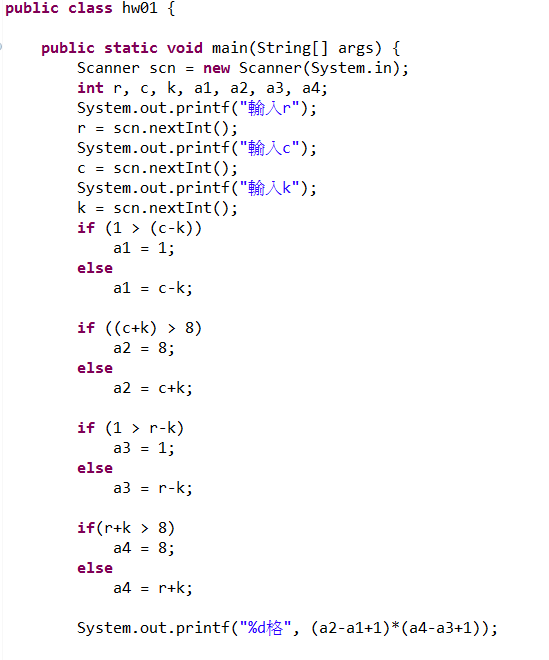 public class hw01 {
public static void main(String[] args) {
Scanner scn = new Scanner(System.in);
int r, c, k, a1, a2, a3, a4;
System.out.printf("輸入r");
r = scn.nextInt();
System.out.printf("輸入c");
c = scn.nextInt();
System.out.printf("輸入k");
k = scn.nextInt();
if (1 > (c-k))
a1 = 1;
else
a1 = c-k;
if ((c+k) > 8)
a2 = 8;
else
a2 = c+k;
if (1 > r-k)
a3 = 1;
else
a3 = r-k;
if(r+k > 8)
a4 = 8;
else
a4 = r+k;
System.out.printf("%d格", (a2-a1+1)*(a4-a3+1));